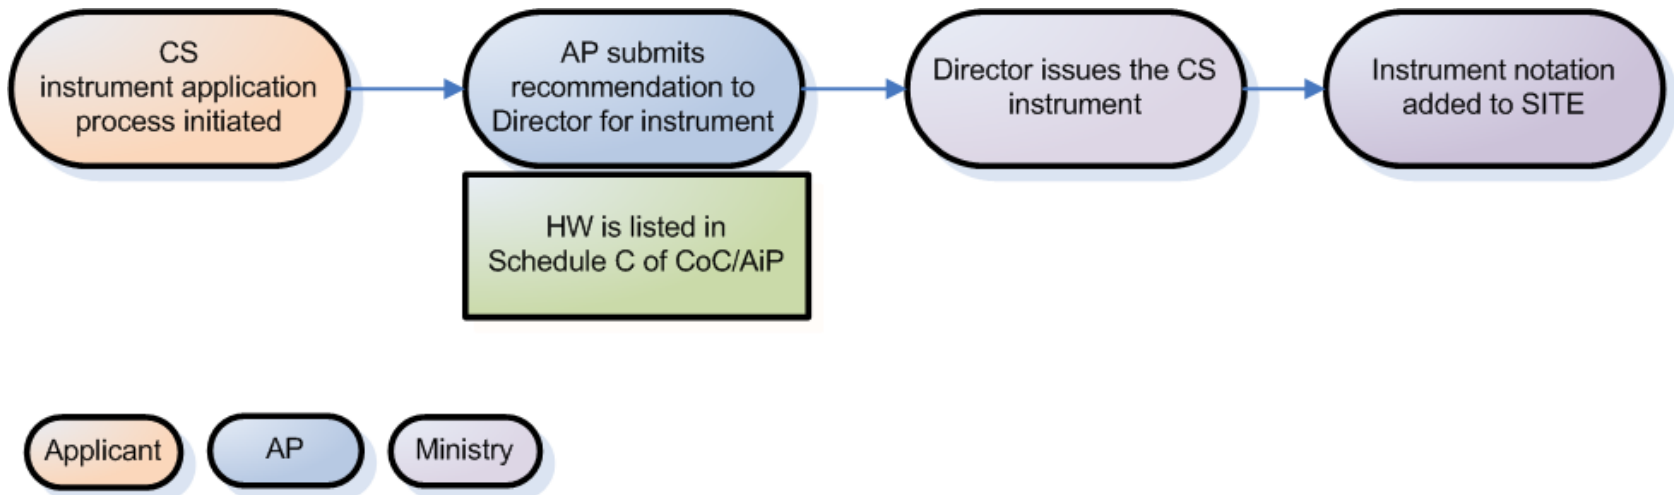 CS
instrument application
process initiated
AP submits
recommendation to
Director for instrument
Director issues the CS
instrument
Instrument notation
added to SITE
HW is listed in
Schedule C of CoC/AiP
Applicant
AP
Ministry